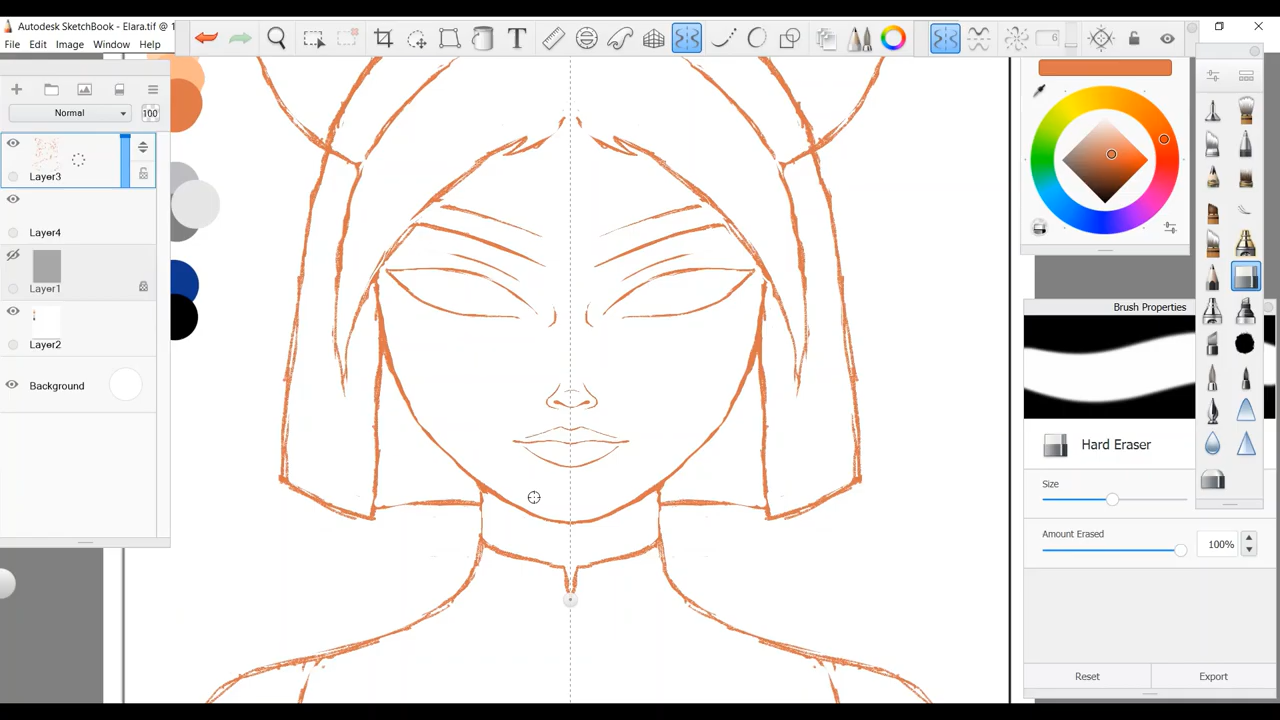 Autodesk SketchBook - Elara.tif @ 1
File Edit Image Window Help
T
6
Normal
100
Layer3
Layer4
Layer1
Layer2
Background
Brush Properties
Hard Eraser
Size
Amount Erased
100%
Reset
Export